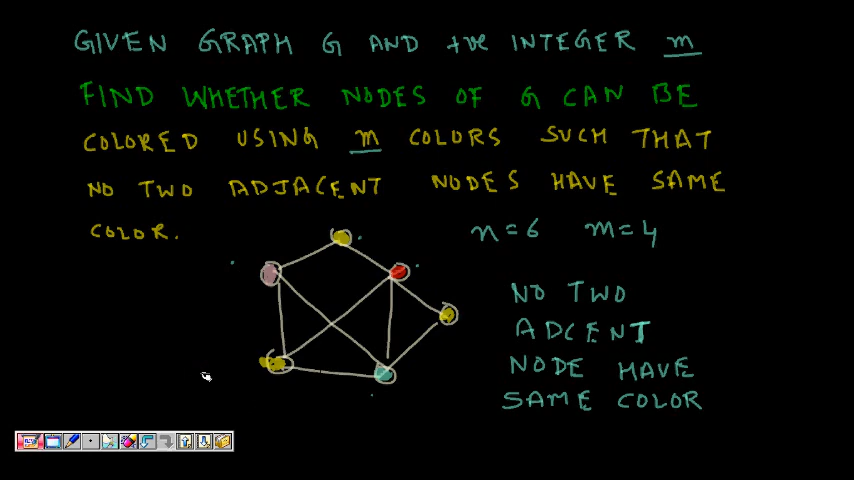 GIVEN GRAPH G AND +ve INTEGER m
FIND WHETHER NODES OF G CAN BE
COLORED USING m COLORS SUCH THAT
NO TWO ADJACENT NODES HAVE SAME
COLOR.
n=6 m=4
NO TWO
ADCENT
NODE HAVE
SAME COLOR